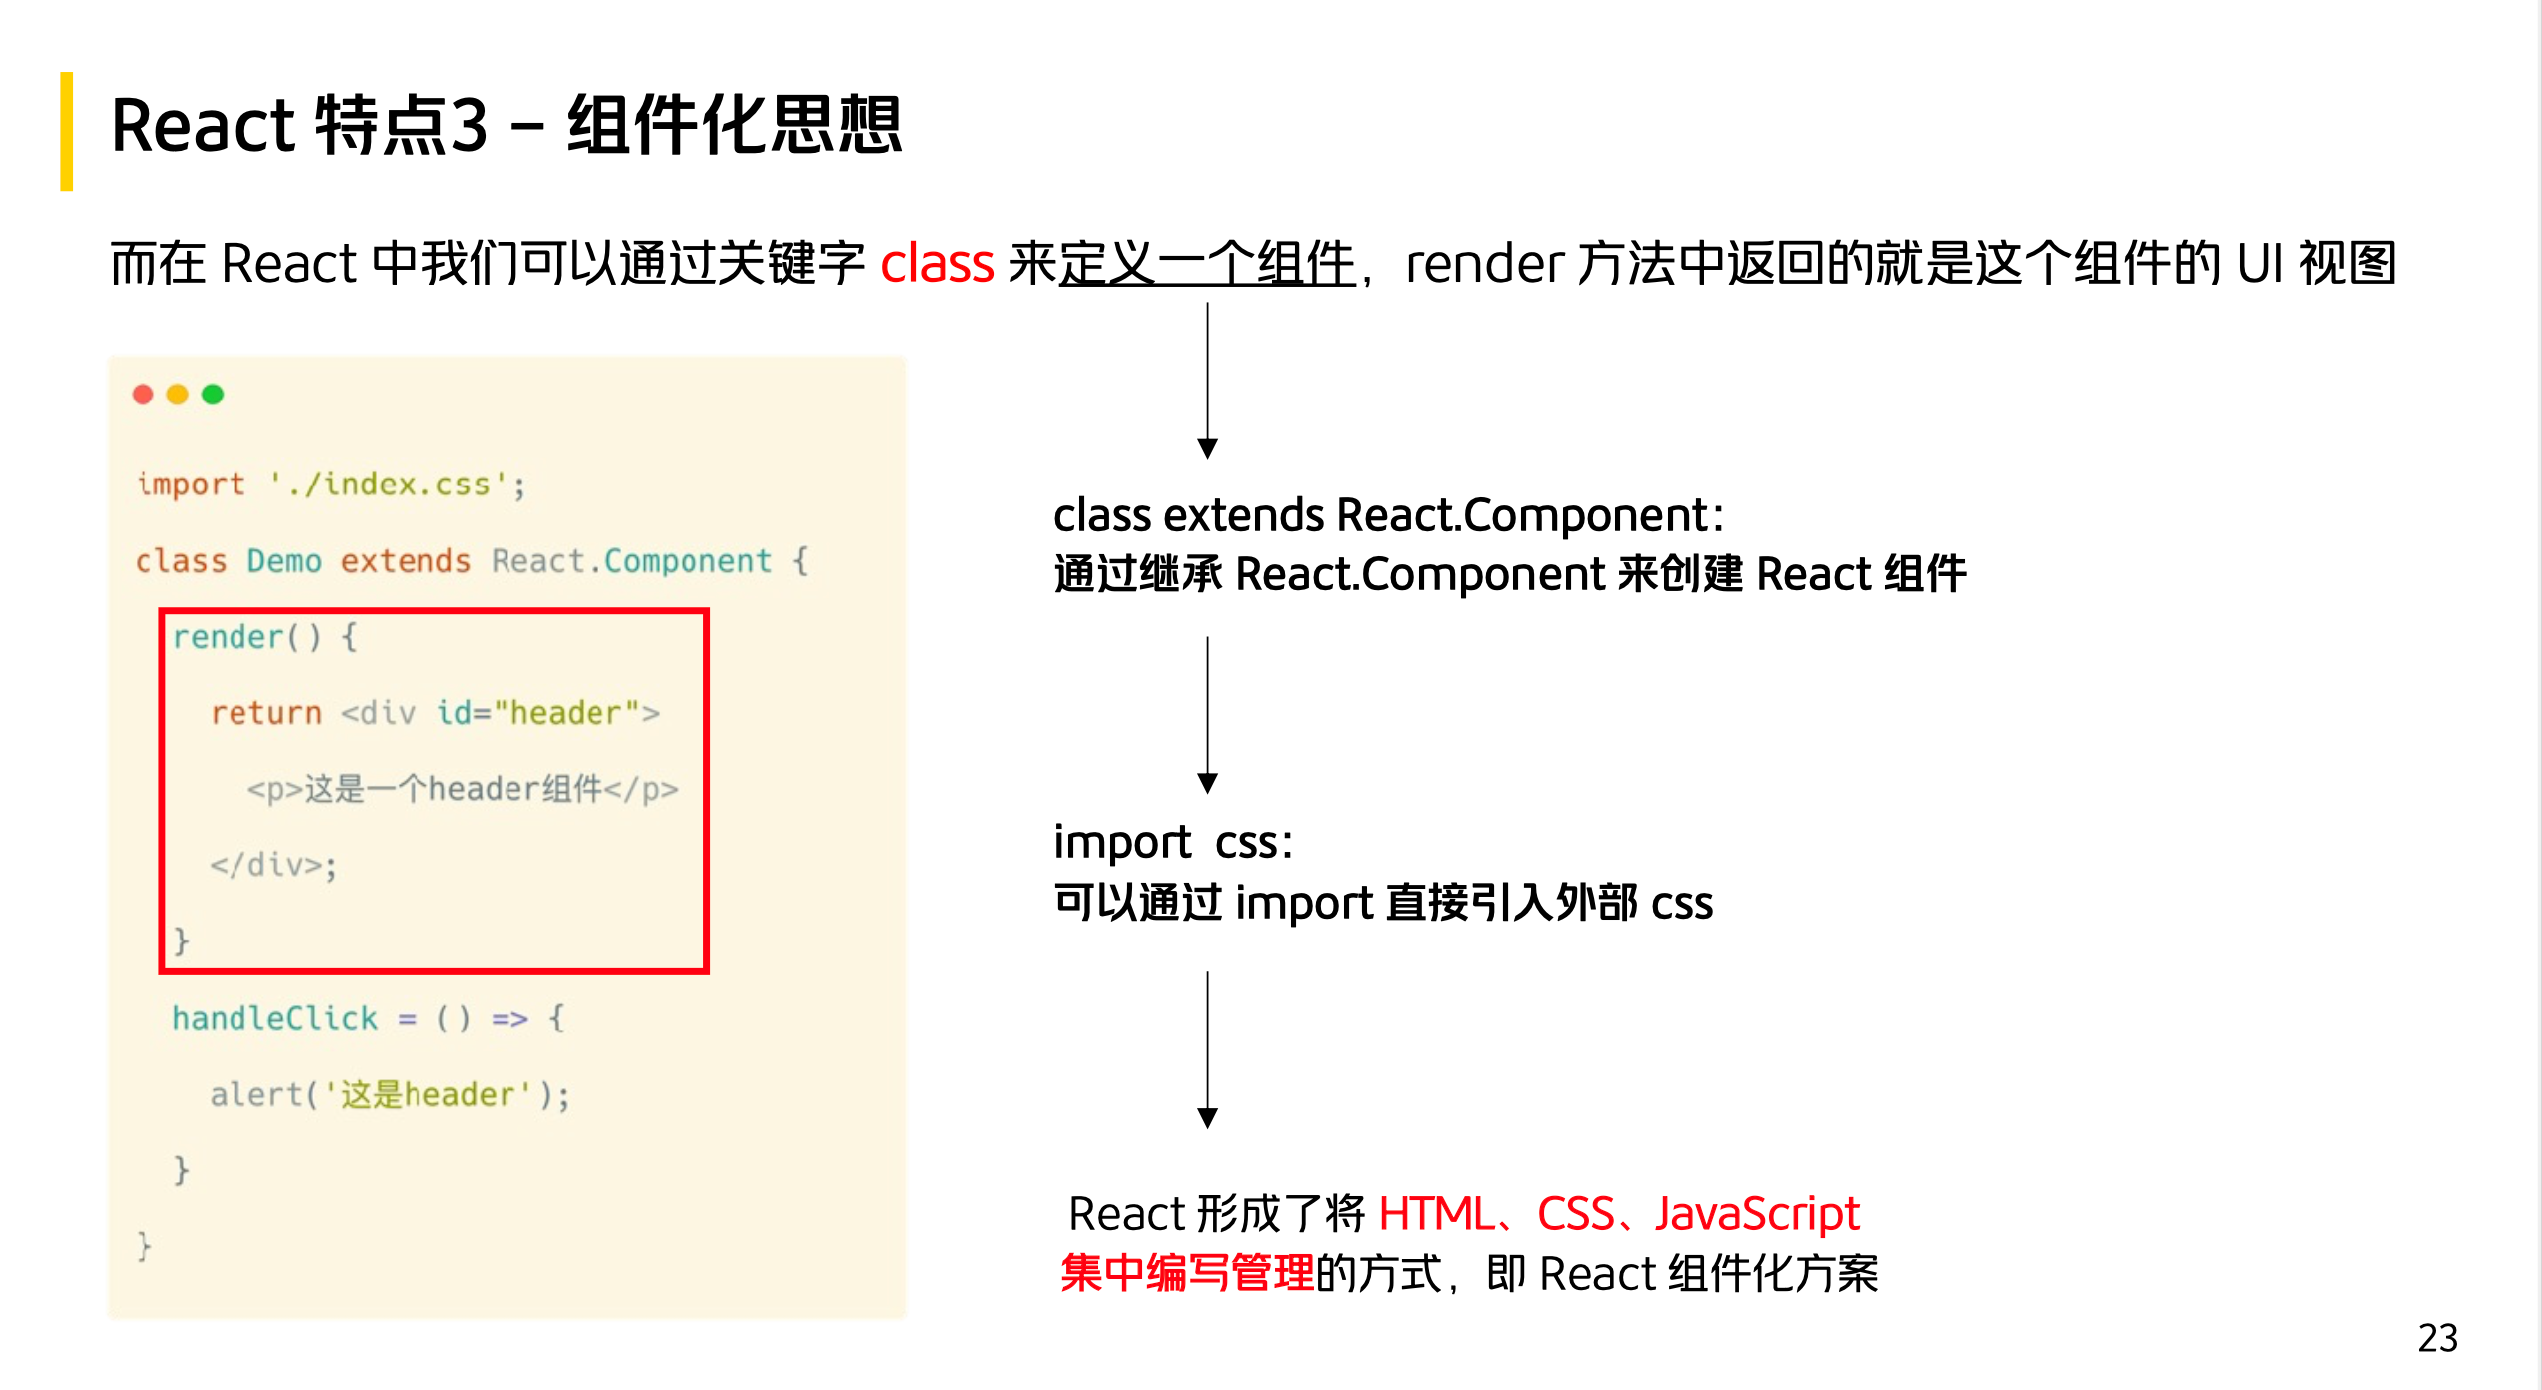 React 特点3 – 组件化思想
而在 React 中我们可以通过关键字 class 来定义一个组件，render 方法中返回的就是这个组件的 UI 视图
import './index.css';
class Demo extends React.Component {
render() {
return <div id="header">
<p>这是一个header组件</p>
</div>;
}
handleClick = () => {
alert('这是header');
}
}
class extends React.Component:
通过继承 React.Component 来创建 React 组件
import  css:
可以通过 import 直接引入外部 css
React 形成了将 HTML、CSS、JavaScript
集中编写管理的方式，即 React 组件化方案
23